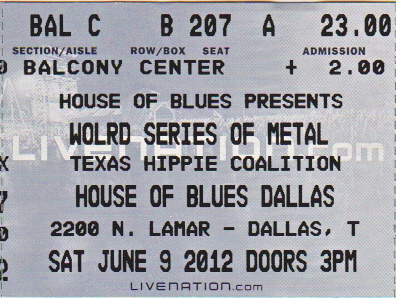 BAL C B 207 A 23.00
SECTION/AISLE ROW/BOX SEAT ADMISSION
BALCONY CENTER + 2.00
HOUSE OF BLUES PRESENTS
WOLRD SERIES OF METAL
TEXAS HIPPIE COALITION
LIVENATION.com
HOUSE OF BLUES DALLAS
2200 N. LAMAR - DALLAS, T
SAT JUNE 9 2012 DOORS 3PM
LIVENATION.com